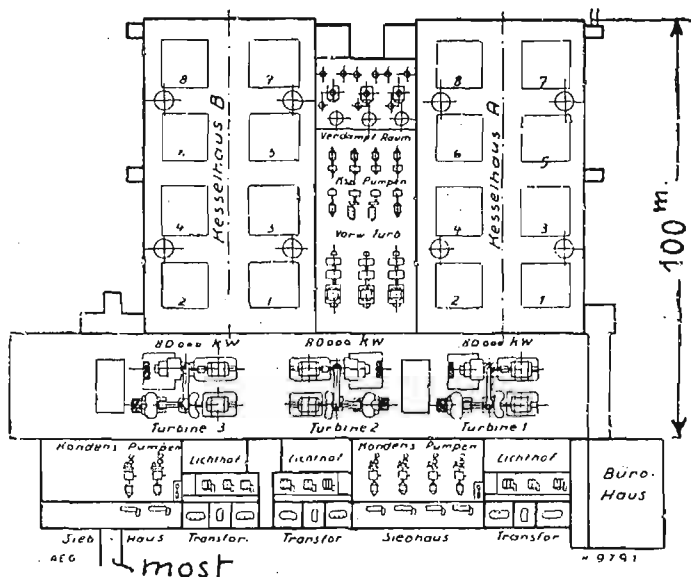 8 7 8 7
Kesselhaus B
Kesselhaus A
Verdampf Raum
5 6 5
Ksp Pumpen
4 3 4 3
Vorw Turb
2 1 2 1
100 m.
80000 KW 80000 KW 80000 KW
Turbine 3 Turbine 2 Turbine 1
Kondens Pumpen Lichthof Lichthof Kondens Pumpen Lichthof
Büro-
Haus
Sieb Haus Transfor. Transfor Siebhaus Transfor
AEG most 9791